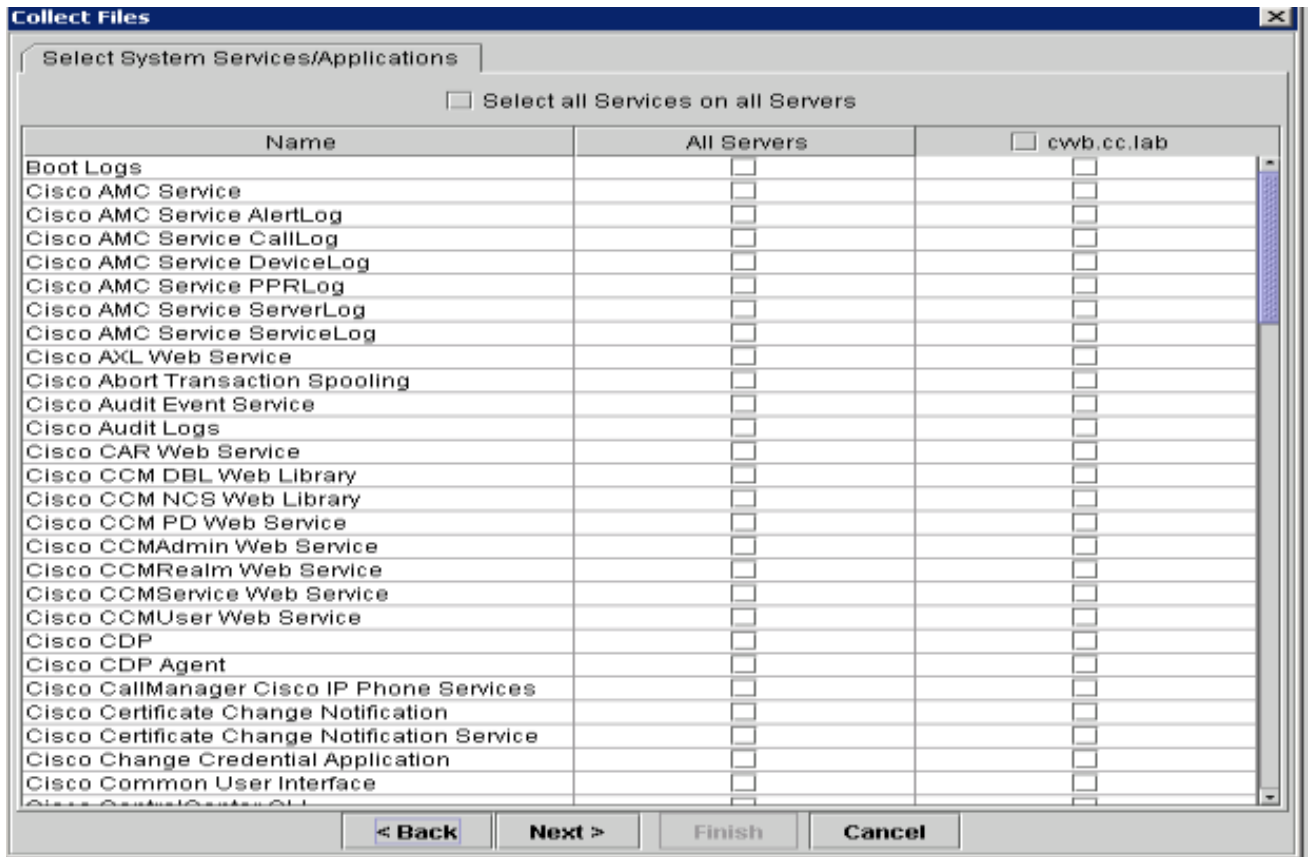 Collect Files
Select System Services/Applications
Select all Services on all Servers
Name All Servers cvvb.cc.lab
Boot Logs
Cisco AMC Service
Cisco AMC Service AlertLog
Cisco AMC Service CallLog
Cisco AMC Service DeviceLog
Cisco AMC Service PPRLog
Cisco AMC Service ServerLog
Cisco AMC Service ServiceLog
Cisco AXL Web Service
Cisco Abort Transaction Spooling
Cisco Audit Event Service
Cisco Audit Logs
Cisco CAR Web Service
Cisco CCM DBL Web Library
Cisco CCM NCS Web Library
Cisco CCM PD Web Service
Cisco CCMAdmin Web Service
Cisco CCMRealm Web Service
Cisco CCMService Web Service
Cisco CCMUser Web Service
Cisco CDP
Cisco CDP Agent
Cisco CallManager Cisco IP Phone Services
Cisco Certificate Change Notification
Cisco Certificate Change Notification Service
Cisco Change Credential Application
Cisco Common User Interface
< Back Next > Finish Cancel